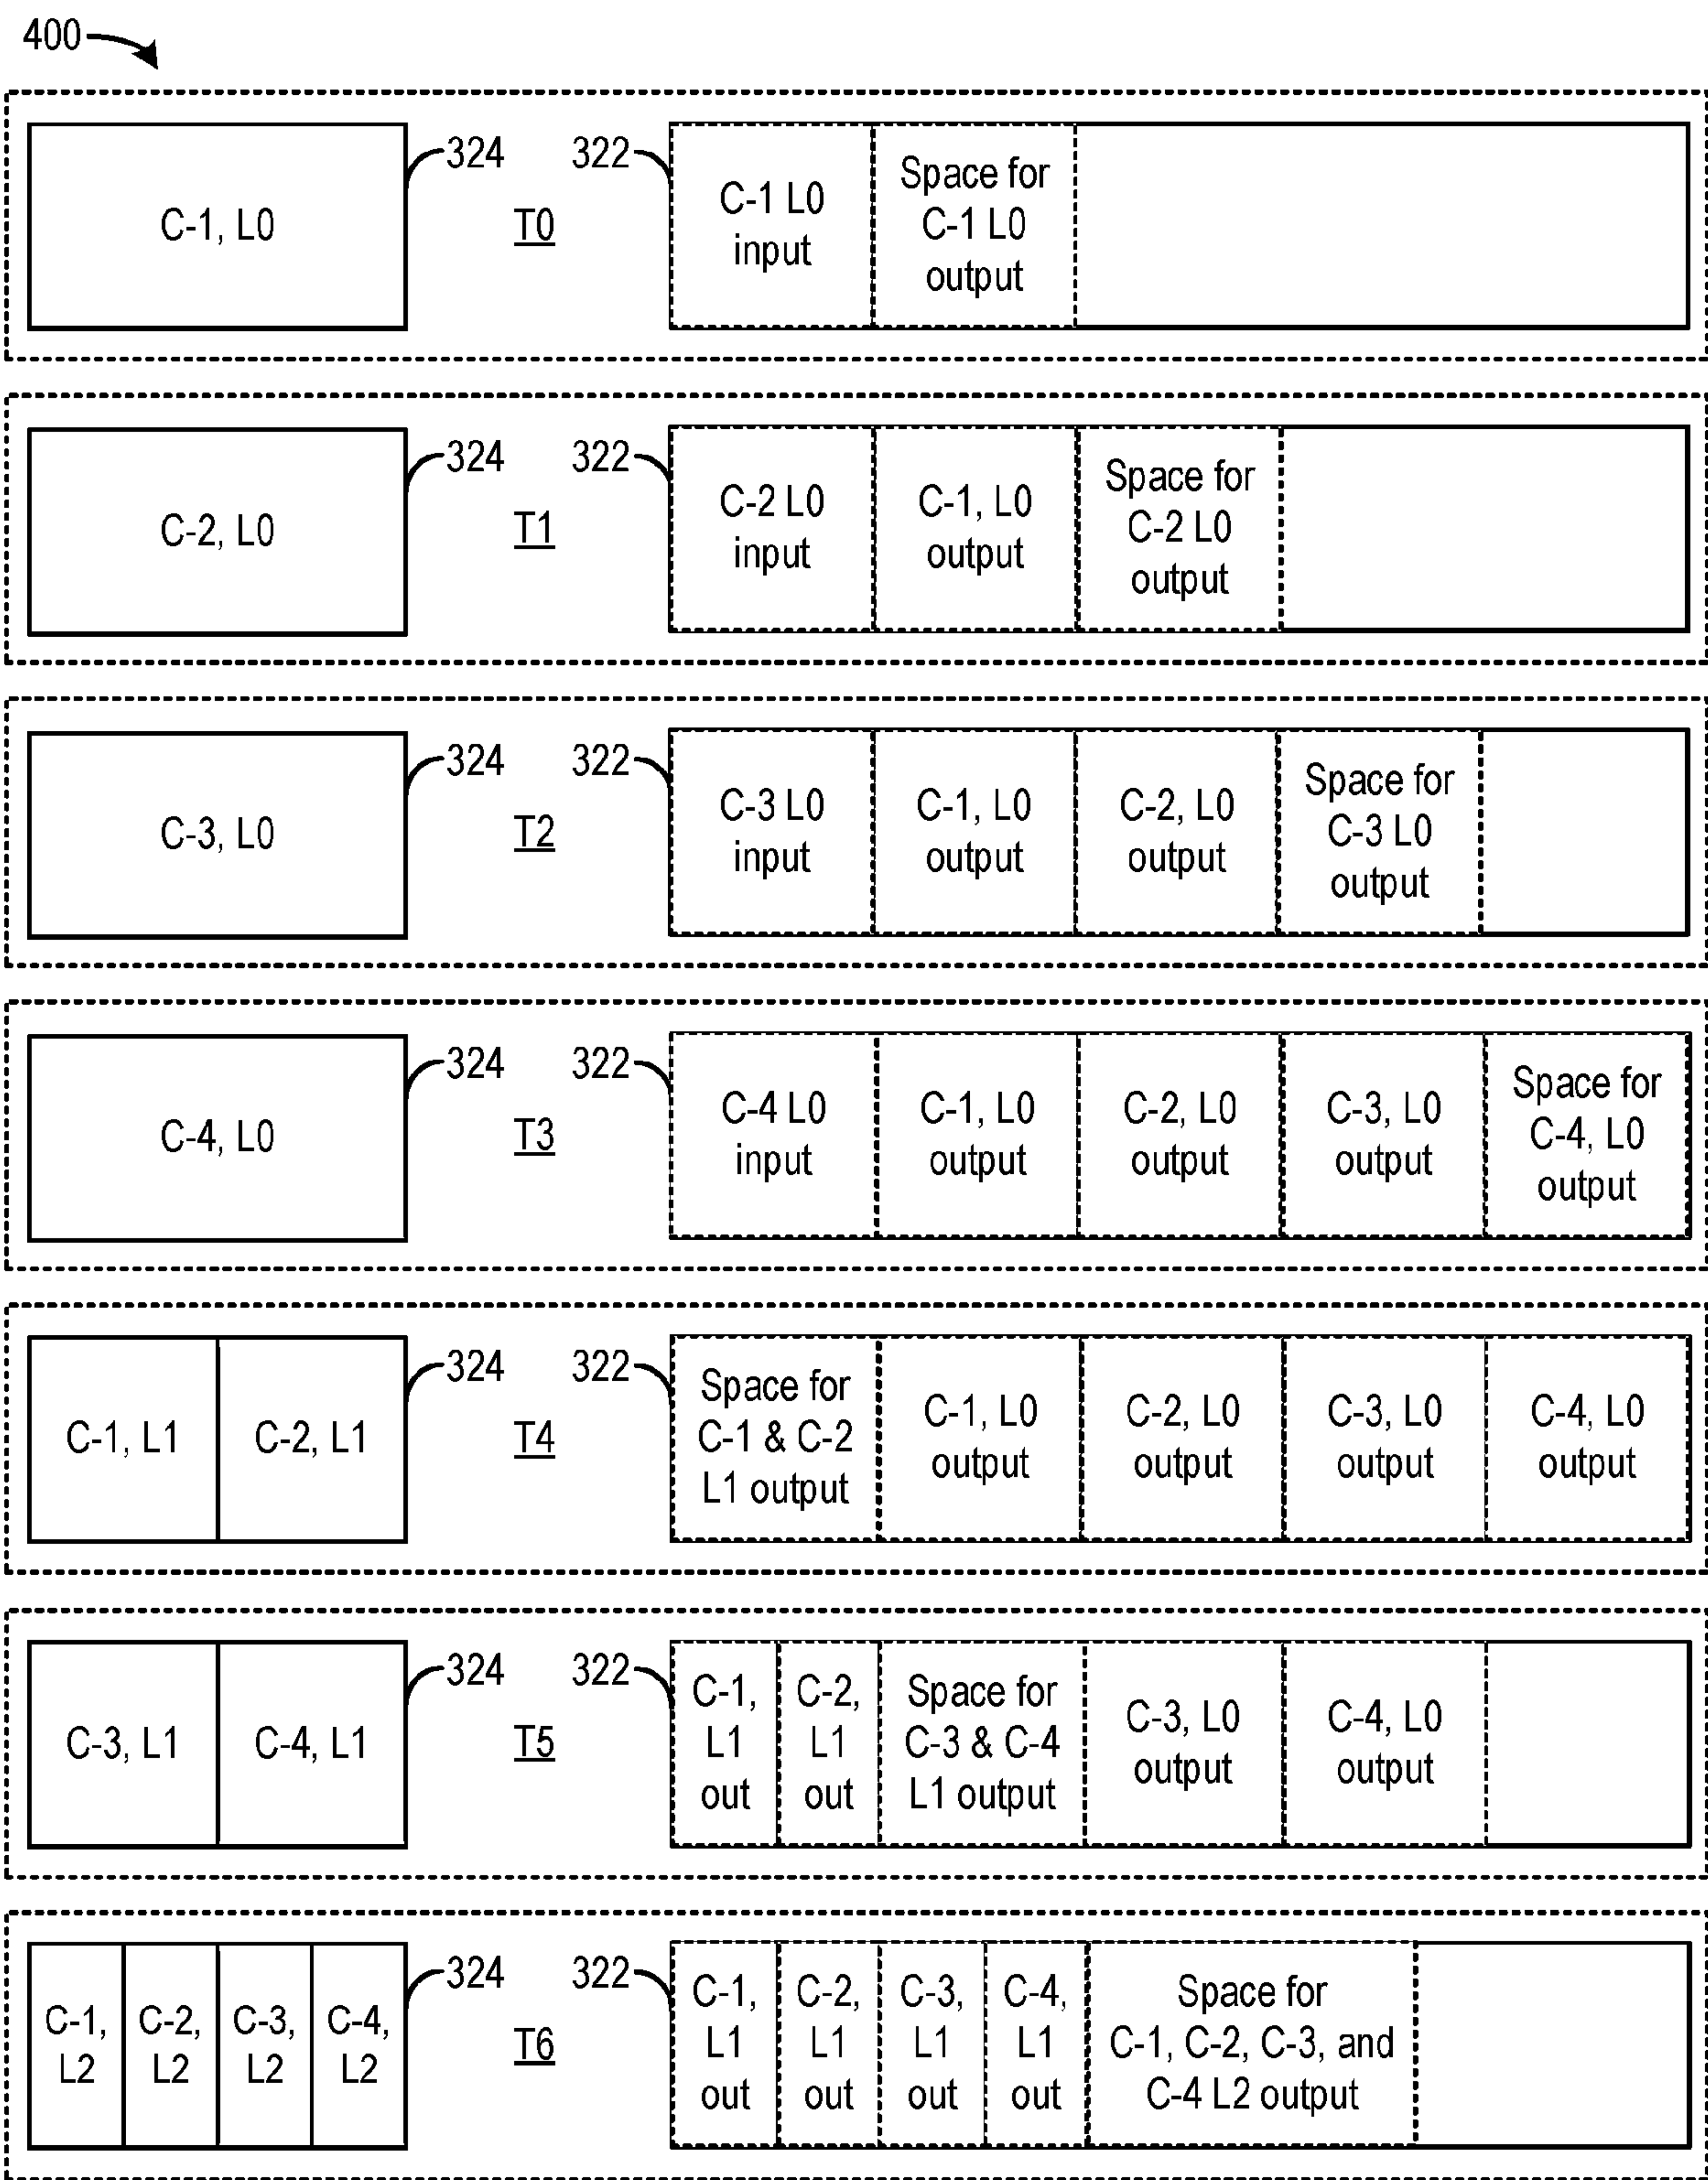 400
C-1, L0
324
T0
322
C-1 L0
input
Space for
C-1 L0
output
C-2, L0
324
T1
322
C-2 L0
input
C-1, L0
output
Space for
C-2 L0
output
C-3, L0
324
T2
322
C-3 L0
input
C-1, L0
output
C-2, L0
output
Space for
C-3 L0
output
C-4, L0
324
T3
322
C-4 L0
input
C-1, L0
output
C-2, L0
output
C-3, L0
output
Space for
C-4, L0
output
C-1, L1
C-2, L1
324
T4
322
Space for
C-1 & C-2
L1 output
C-1, L0
output
C-2, L0
output
C-3, L0
output
C-4, L0
output
C-3, L1
C-4, L1
324
T5
322
C-1,
L1
out
C-2,
L1
out
Space for
C-3 & C-4
L1 output
C-3, L0
output
C-4, L0
output
C-1,
L2
C-2,
L2
C-3,
L2
C-4,
L2
324
T6
322
C-1,
L1
out
C-2,
L1
out
C-3,
L1
out
C-4,
L1
out
Space for
C-1, C-2, C-3, and
C-4 L2 output